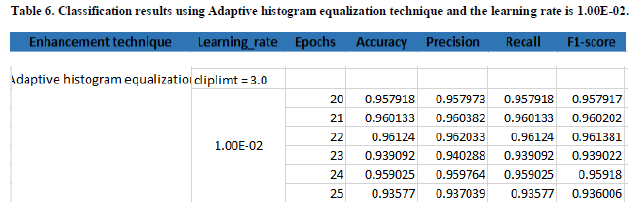 Table 6. Classification results using Adaptive histogram equalization technique and the learning rate is 1.00E-02.
Enhancement technique Learning_rate Epochs Accuracy Precision Recall F1-score
Adaptive histogram equalizatio cliplimt = 3.0
20 0.957918 0.957973 0.957918 0.957917
21 0.960133 0.960382 0.960133 0.960202
22 0.96124 0.962033 0.96124 0.961381
1.00E-02
23 0.939092 0.940288 0.939092 0.939022
24 0.959025 0.959764 0.959025 0.95918
25 0.93577 0.937039 0.93577 0.936006